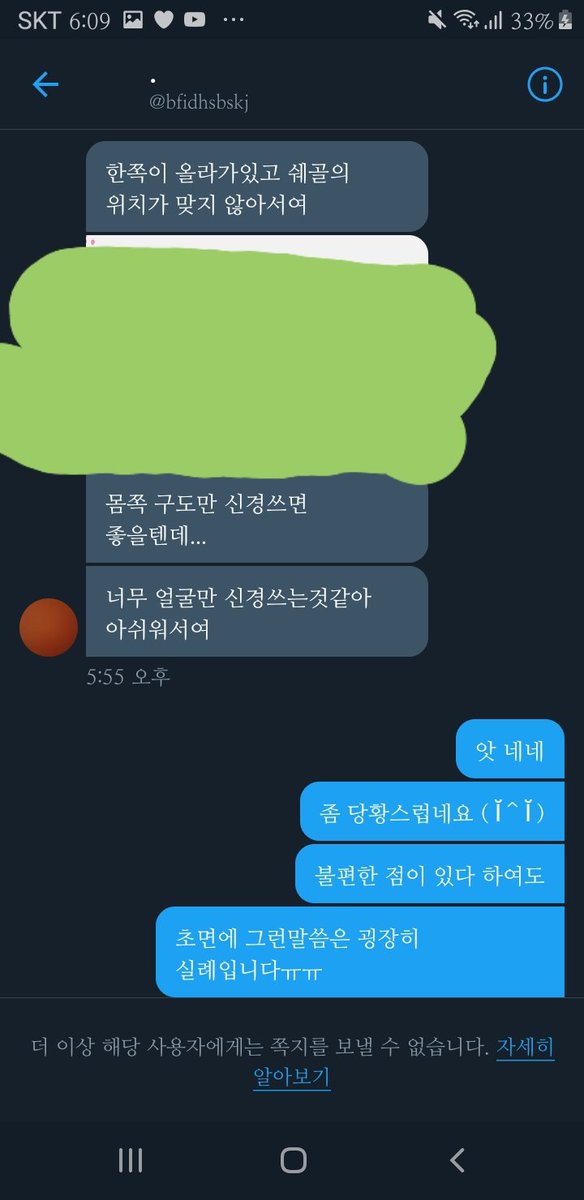 SKT 6:09 ... 33%
.
@bfidhsbskj
한쪽이 올라가있고 쉐골의
위치가 맞지 않아서여
몸쪽 구도만 신경쓰면
좋을텐데...
너무 얼굴만 신경쓰는것같아
아쉬워서여
5:55 오후
앗 네네
좀 당황스럽네요 (Ĭ^Ĭ)
불편한 점이 있다 하여도
초면에 그런말씀은 굉장히
실례입니다ㅠㅠ
더 이상 해당 사용자에게는 쪽지를 보낼 수 없습니다. 자세히
알아보기